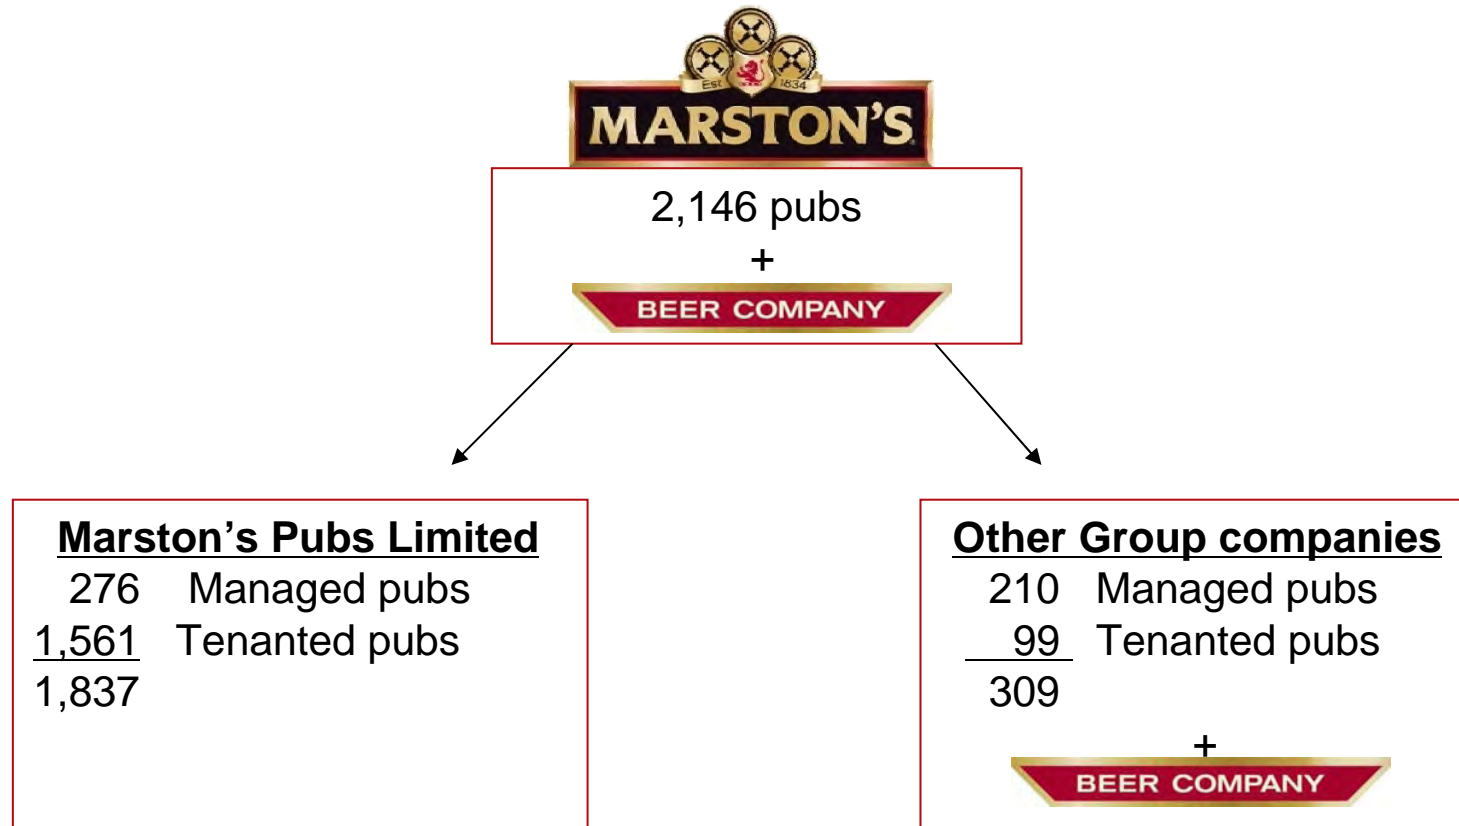 Est 1834
MARSTON'S
2,146 pubs
+
BEER COMPANY
Marston's Pubs Limited
276 Managed pubs
1,561 Tenanted pubs
1,837
Other Group companies
210 Managed pubs
99 Tenanted pubs
309
+
BEER COMPANY